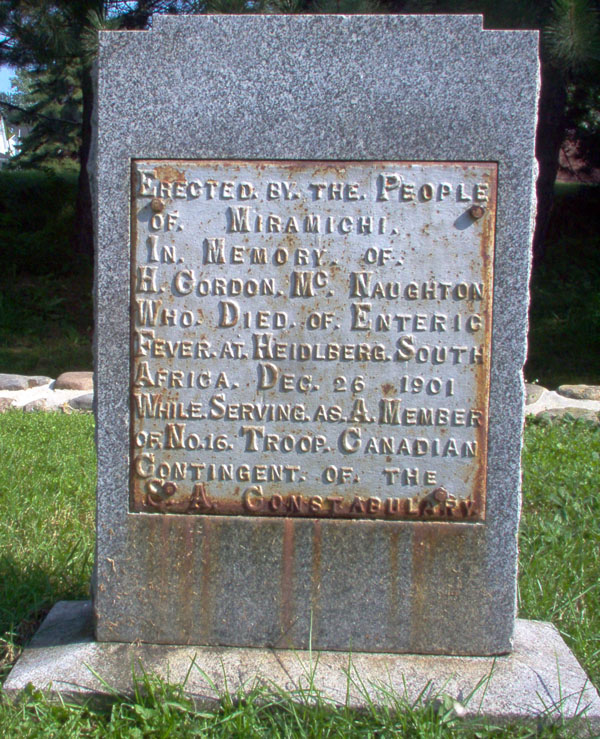 ERECTED. BY. THE. PEOPLE
OF. MIRAMICHI.
IN. MEMORY. OF.
H. GORDON. Mc. NAUGHTON
WHO. DIED. OF. ENTERIC
FEVER. AT. HEIDLBERG. SOUTH
AFRICA. DEC. 26 1901
WHILE. SERVING. AS. A. MEMBER
OF No. 16. TROOP. CANADIAN
CONTINGENT. OF. THE
So. A. CONSTABULARY.